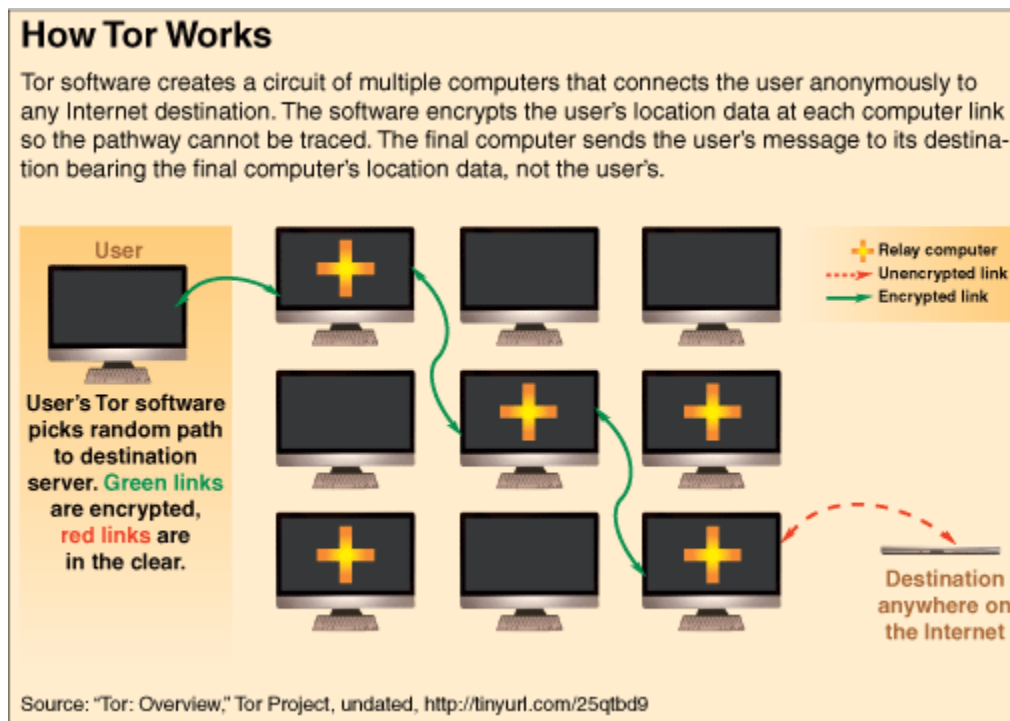 How Tor Works
Tor software creates a circuit of multiple computers that connects the user anonymously to
any Internet destination. The software encrypts the user's location data at each computer link
so the pathway cannot be traced. The final computer sends the user's message to its destina-
tion bearing the final computer's location data, not the user's.
User
User's Tor software
picks random path
to destination
server. Green links
are encrypted,
red links are
in the clear.
Relay computer
Unencrypted link
Encrypted link
Destination
anywhere on
the Internet
Source: "Tor: Overview," Tor Project, undated, http://tinyurl.com/25qtbd9